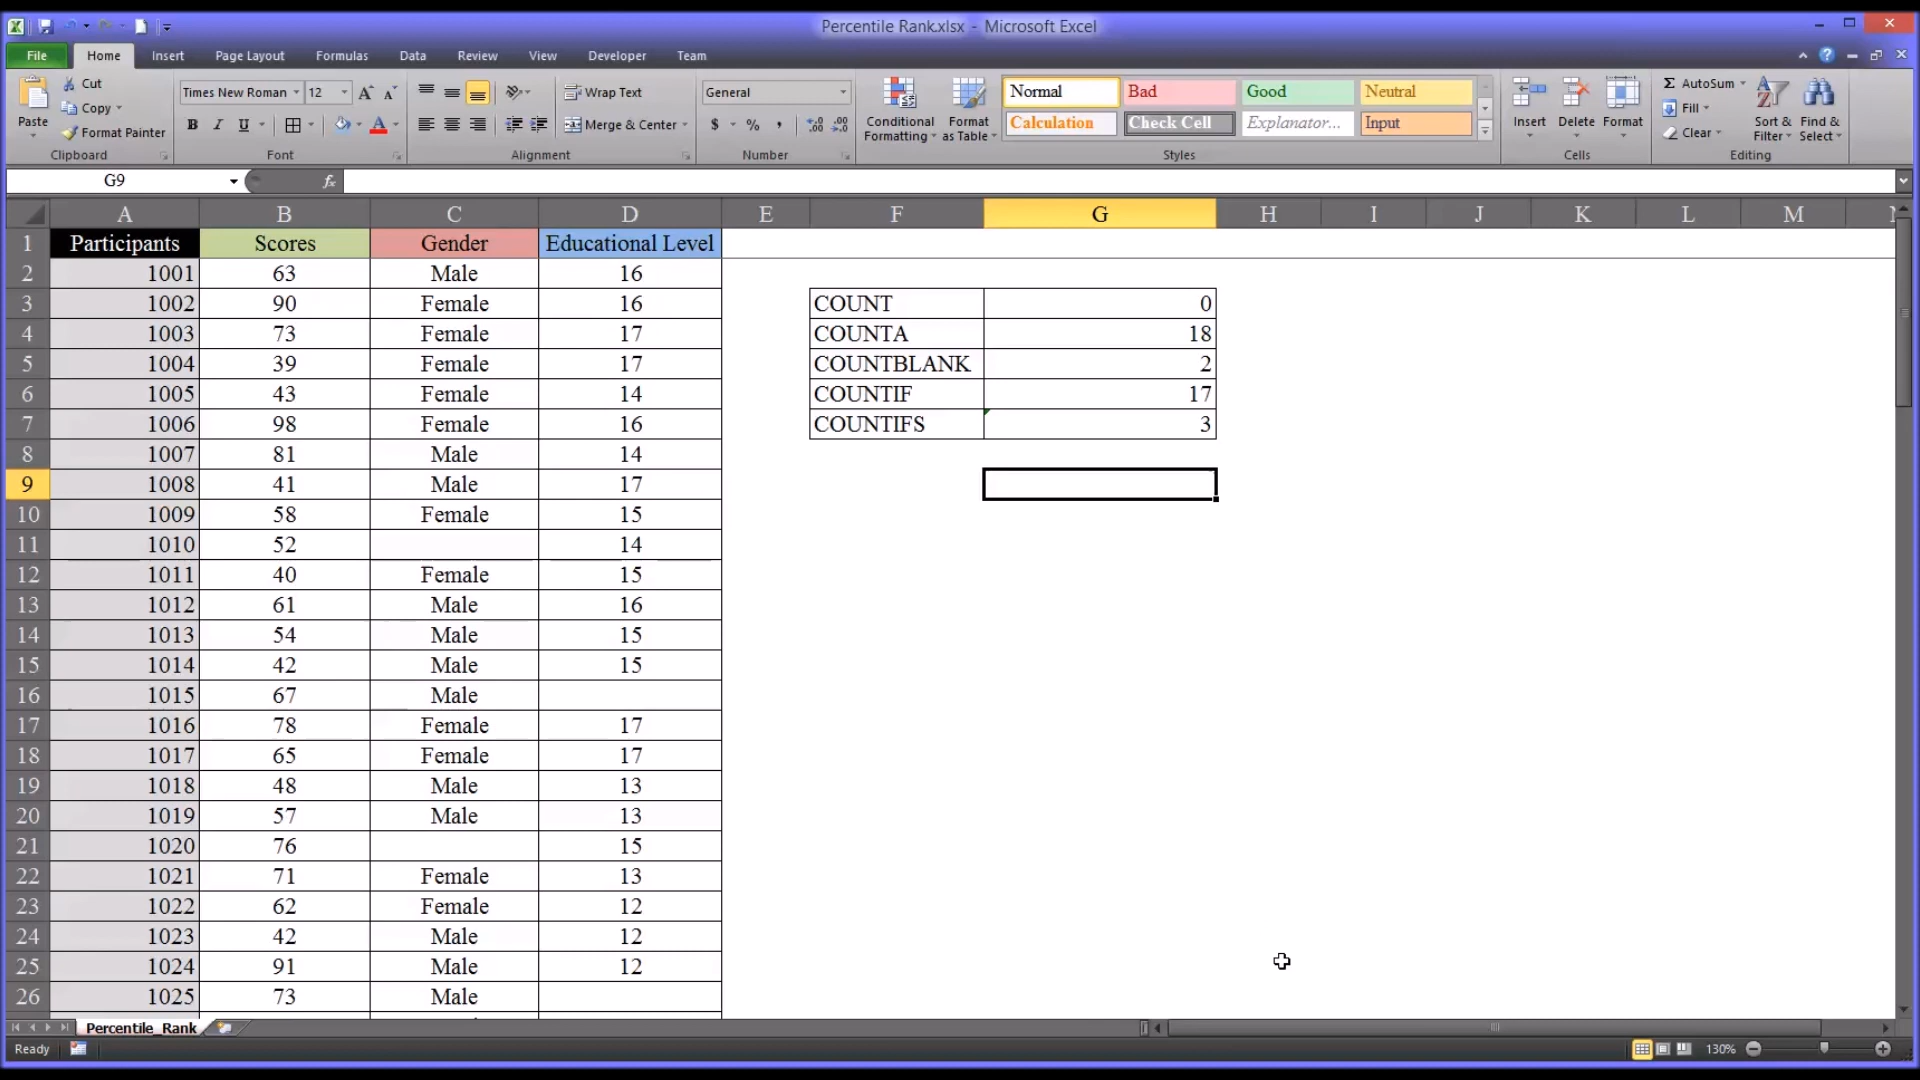 Percentile Rank.xlsx - Microsoft Excel
File Home Insert Page Layout Formulas Data Review View Developer Team
Paste Cut Copy Format Painter Clipboard
Times New Roman 12 A A B I U A Font
Wrap Text Merge & Center Alignment
General $ % , Number
Conditional Formatting Format as Table
Normal Bad Good Neutral
Calculation Check Cell Explanator... Input
Styles
Insert Delete Format Cells
Σ AutoSum Fill Clear Sort & Filter Find & Select Editing
G9 fx
A B C D E F G H I J K L M
1 Participants Scores Gender Educational Level
2 1001 63 Male 16
3 1002 90 Female 16 COUNT 0
4 1003 73 Female 17 COUNTA 18
5 1004 39 Female 17 COUNTBLANK 2
6 1005 43 Female 14 COUNTIF 17
7 1006 98 Female 16 COUNTIFS 3
8 1007 81 Male 14
9 1008 41 Male 17
10 1009 58 Female 15
11 1010 52 14
12 1011 40 Female 15
13 1012 61 Male 16
14 1013 54 Male 15
15 1014 42 Male 15
16 1015 67 Male
17 1016 78 Female 17
18 1017 65 Female 17
19 1018 48 Male 13
20 1019 57 Male 13
21 1020 76 15
22 1021 71 Female 13
23 1022 62 Female 12
24 1023 42 Male 12
25 1024 91 Male 12
26 1025 73 Male
Percentile_Rank
Ready 130%